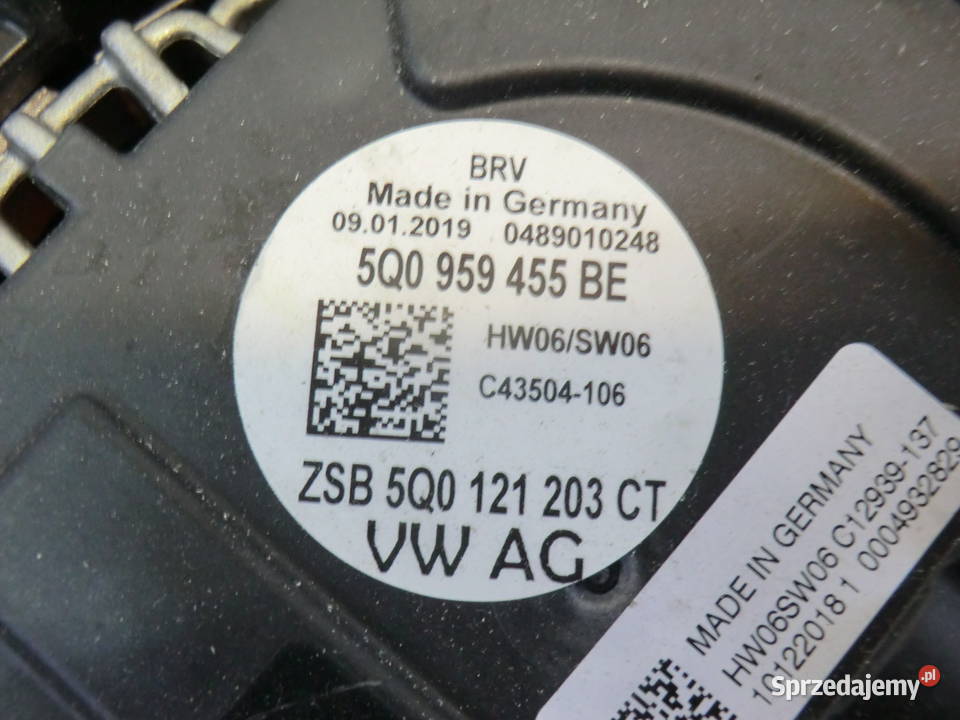 BRV
Made in Germany
09.01.2019 0489010248
5Q0 959 455 BE
HW06/SW06
C43504-106
ZSB 5Q0 121 203 CT
VW AG
MADE IN GERMANY
HW06SW06 C12939-137
10122018 1 0004932829
Sprzedajemy.pl